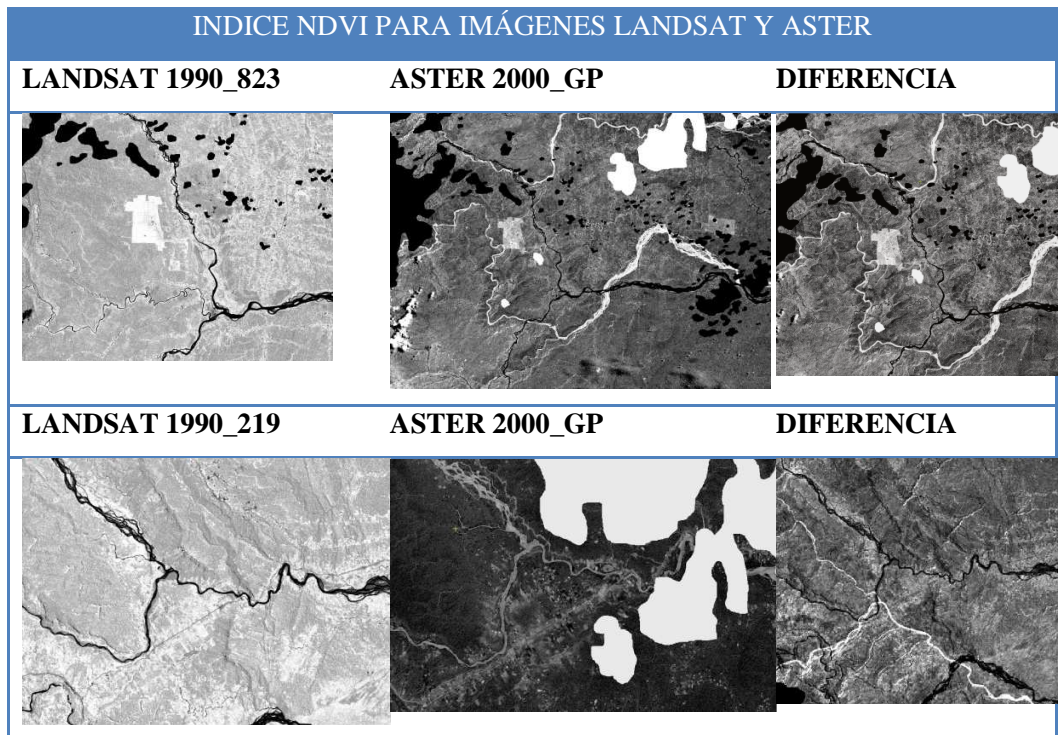 INDICE NDVI PARA IMÁGENES LANDSAT Y ASTER
LANDSAT 1990_823 ASTER 2000_GP DIFERENCIA
LANDSAT 1990_219 ASTER 2000_GP DIFERENCIA